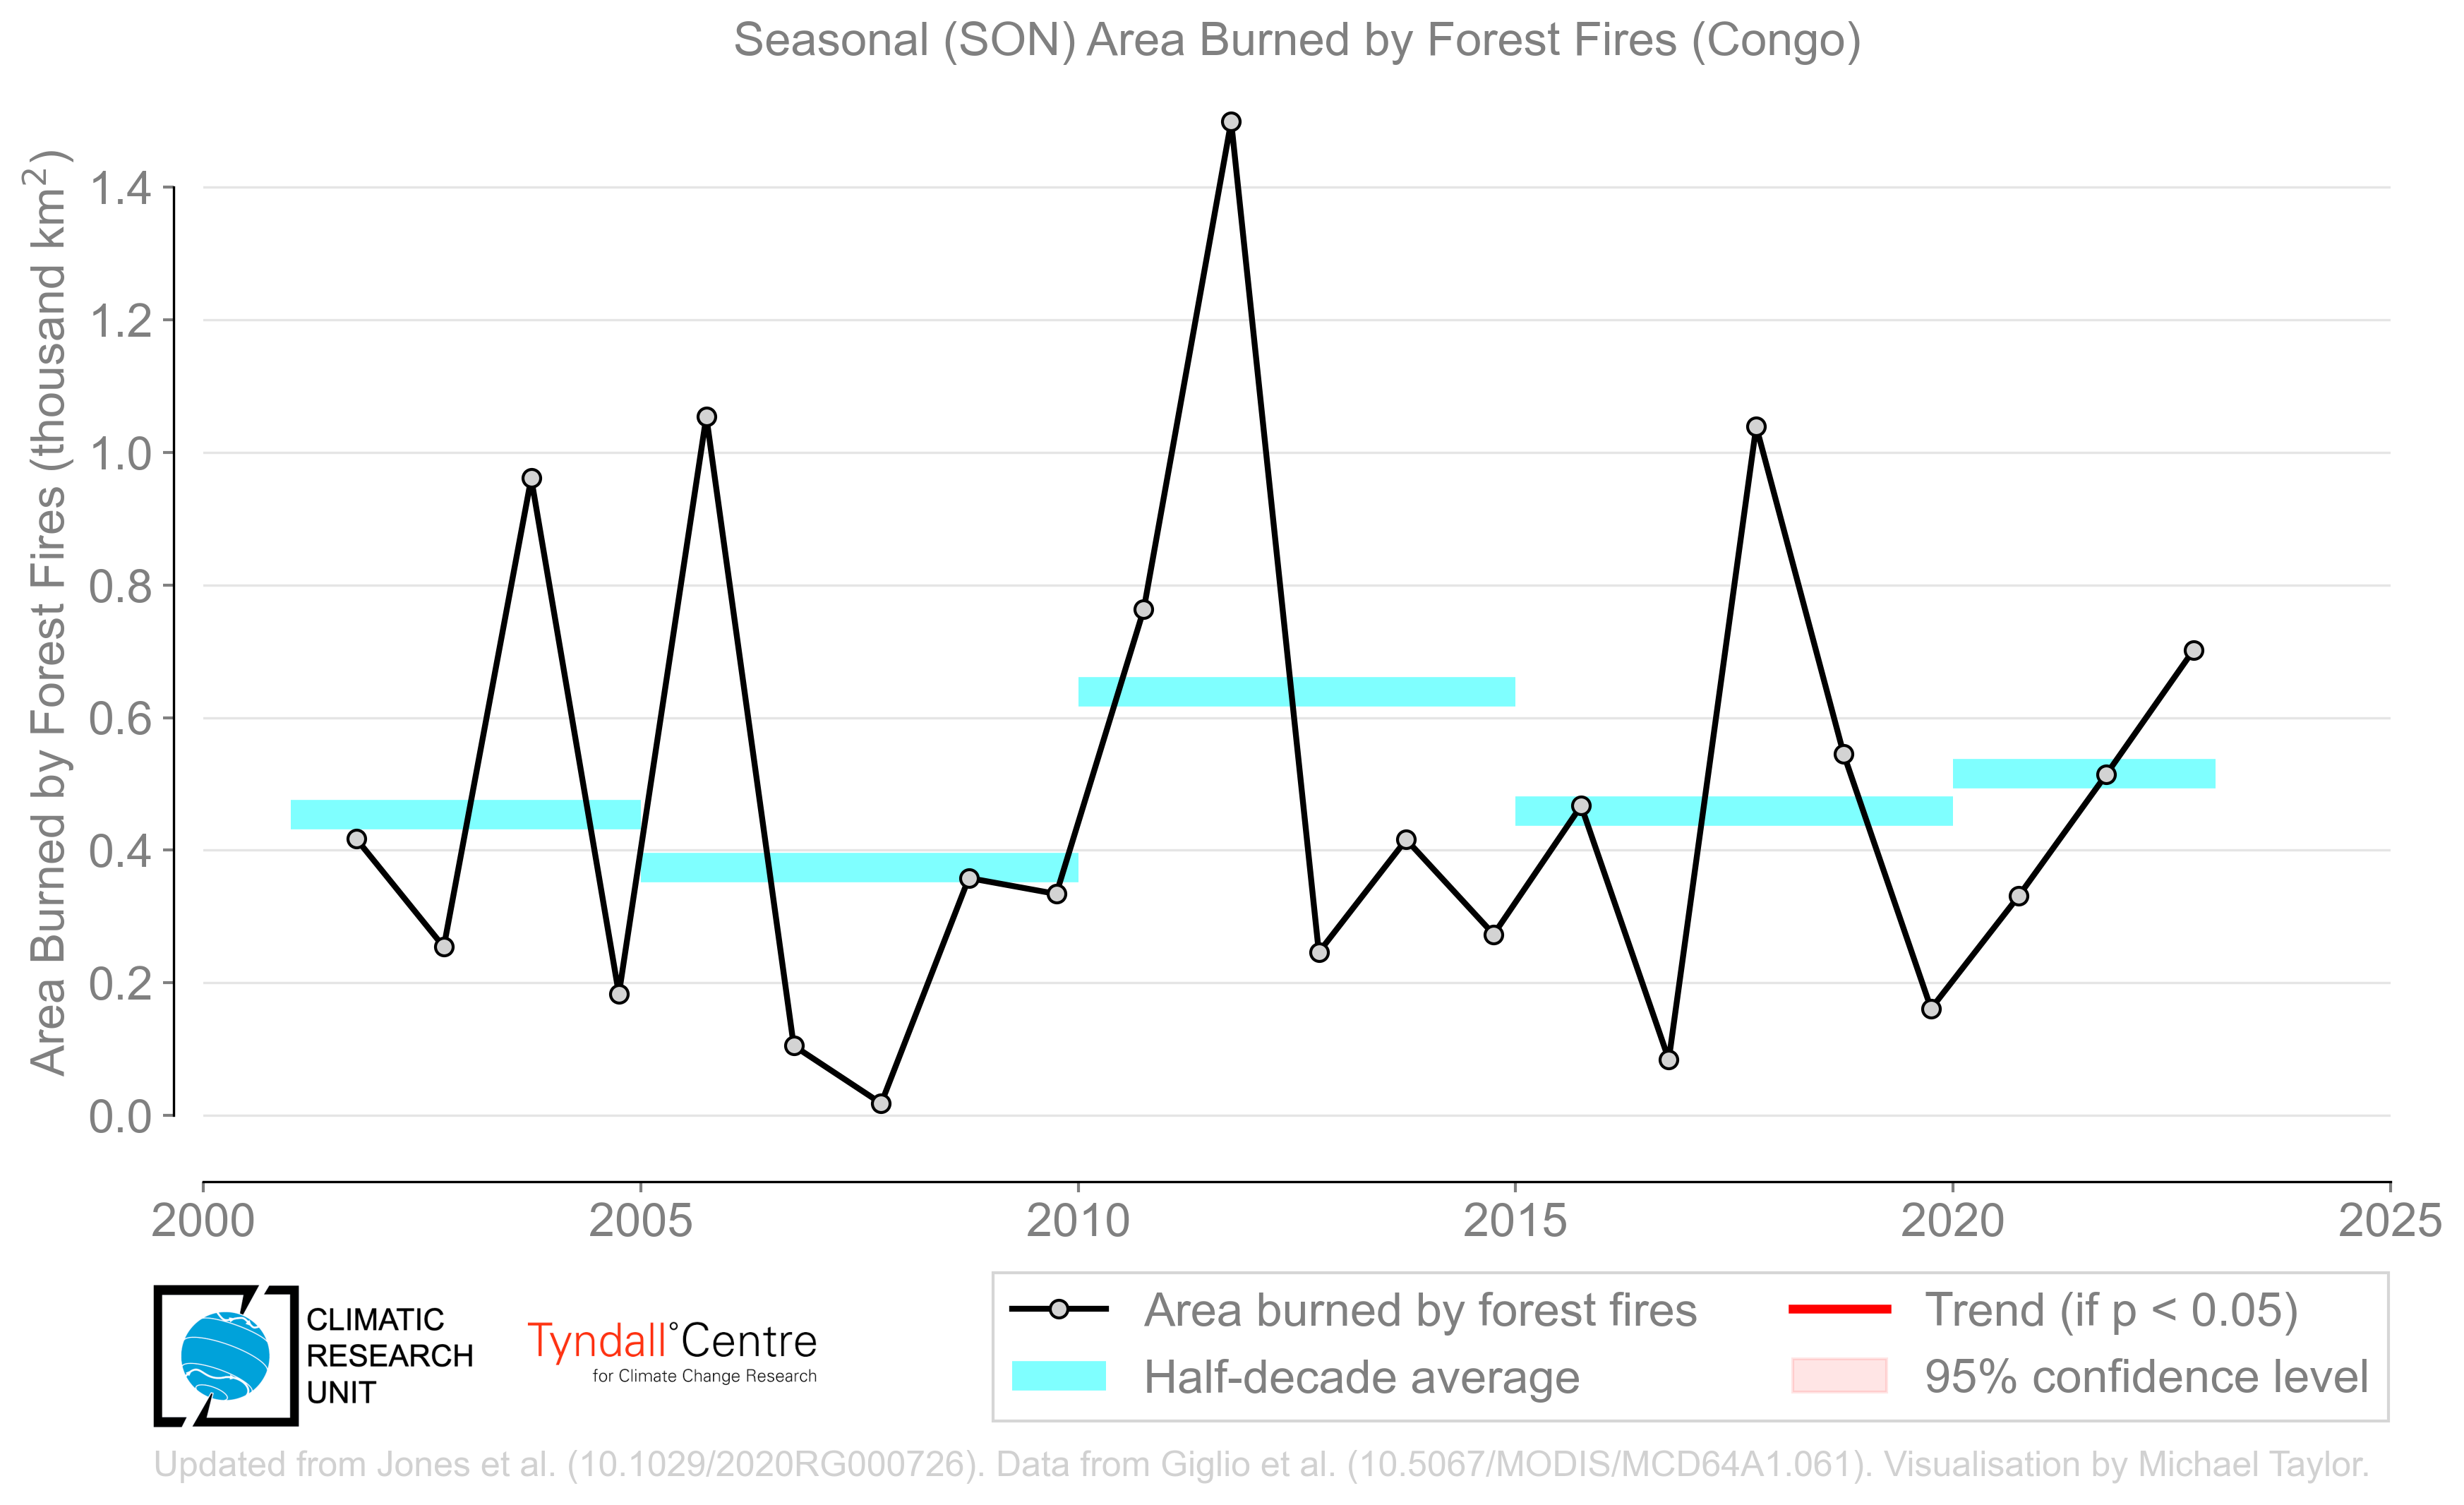 Seasonal (SON) Area Burned by Forest Fires (Congo)
Area Burned by Forest Fires (thousand km²)
1.4
1.2
1.0
0.8
0.6
0.4
0.2
0.0
2000 2005 2010 2015 2020 2025
CLIMATIC
RESEARCH
UNIT
Tyndall°Centre
for Climate Change Research
Area burned by forest fires
Half-decade average
Trend (if p < 0.05)
95% confidence level
Updated from Jones et al. (10.1029/2020RG000726). Data from Giglio et al. (10.5067/MODIS/MCD64A1.061). Visualisation by Michael Taylor.